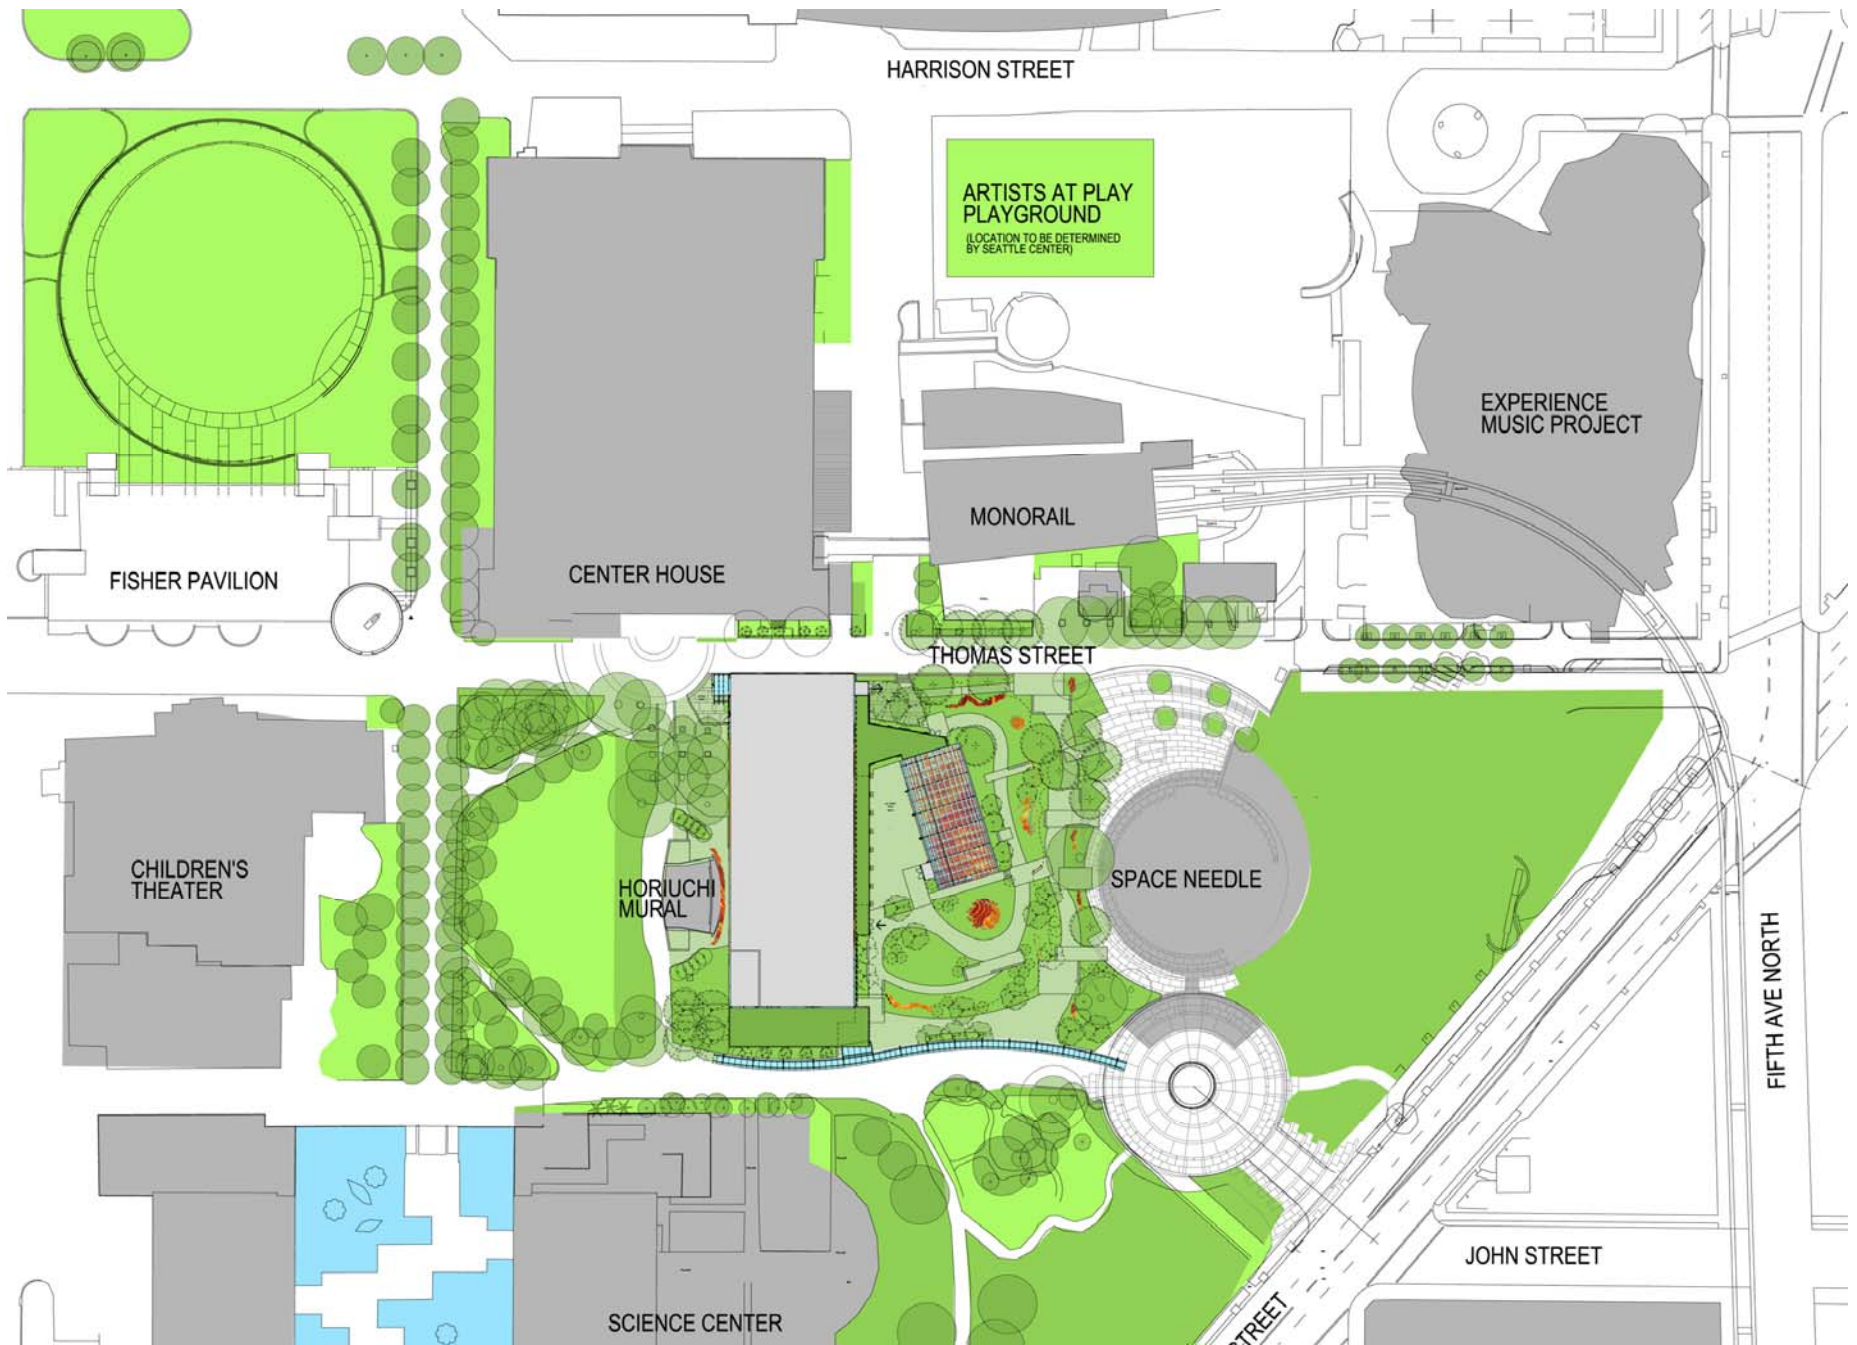 HARRISON STREET
ARTISTS AT PLAY
PLAYGROUND
(LOCATION TO BE DETERMINED
BY SEATTLE CENTER)
EXPERIENCE
MUSIC PROJECT
MONORAIL
CENTER HOUSE
FISHER PAVILION
THOMAS STREET
CHILDREN'S
THEATER
HORIUCHI
MURAL
SPACE NEEDLE
FIFTH AVE NORTH
JOHN STREET
STREET
SCIENCE CENTER